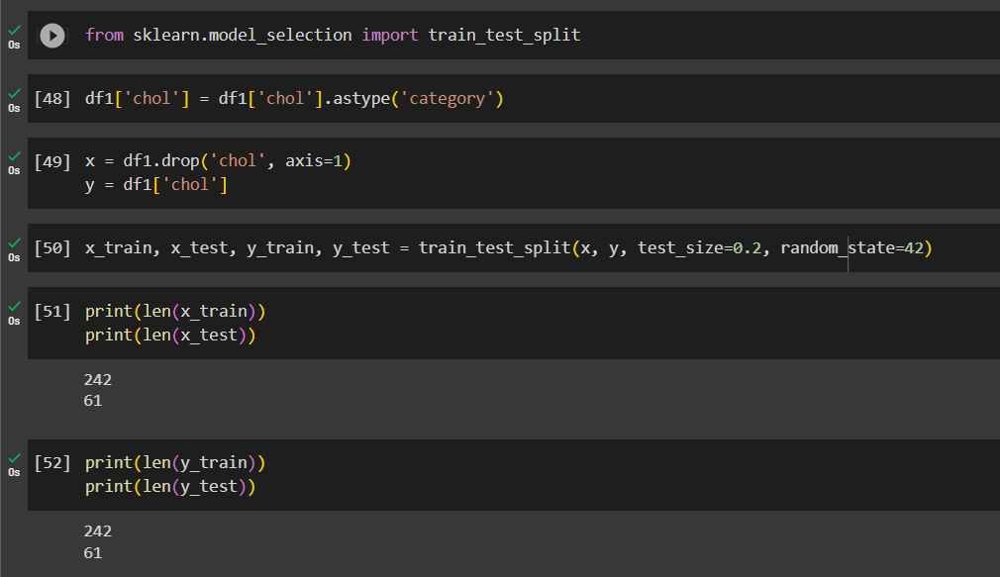 0s
from sklearn.model_selection import train_test_split
0s
[48] df1['chol'] = df1['chol'].astype('category')
0s
[49] x = df1.drop('chol', axis=1)
y = df1['chol']
0s
[50] x_train, x_test, y_train, y_test = train_test_split(x, y, test_size=0.2, random_state=42)
0s
[51] print(len(x_train))
print(len(x_test))
242
61
0s
[52] print(len(y_train))
print(len(y_test))
242
61